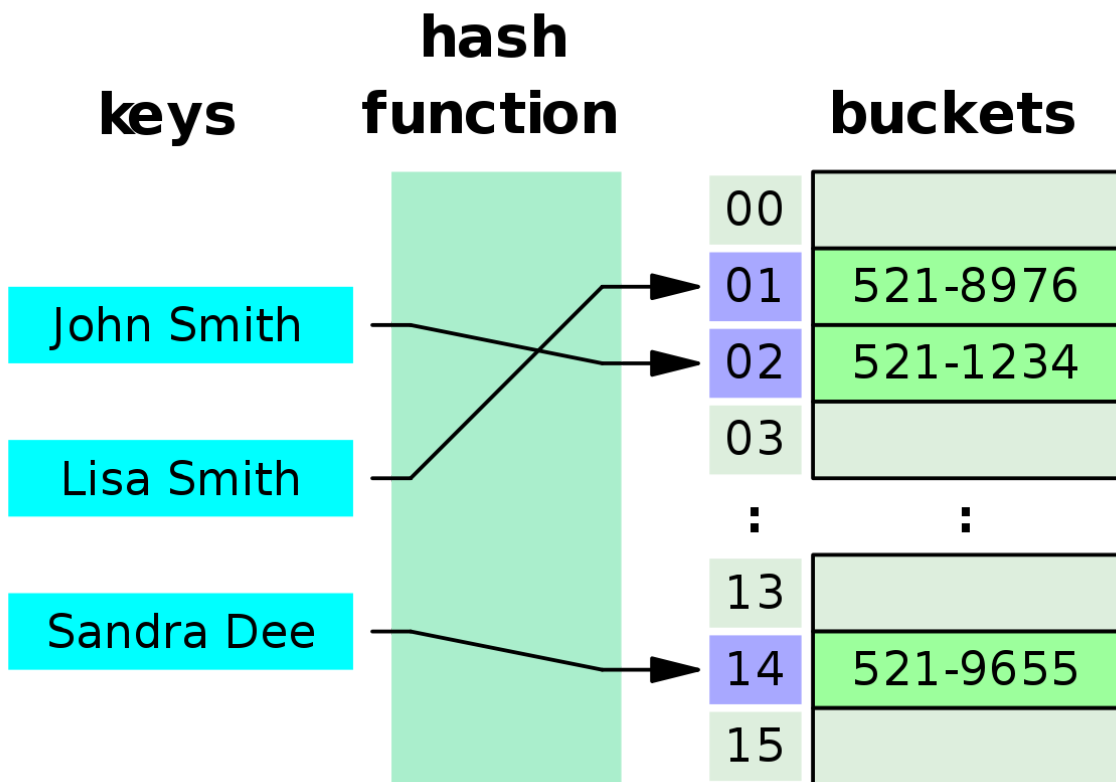 keys
hash
function
buckets
John Smith
Lisa Smith
Sandra Dee
00
01 521-8976
02 521-1234
03
: :
13
14 521-9655
15